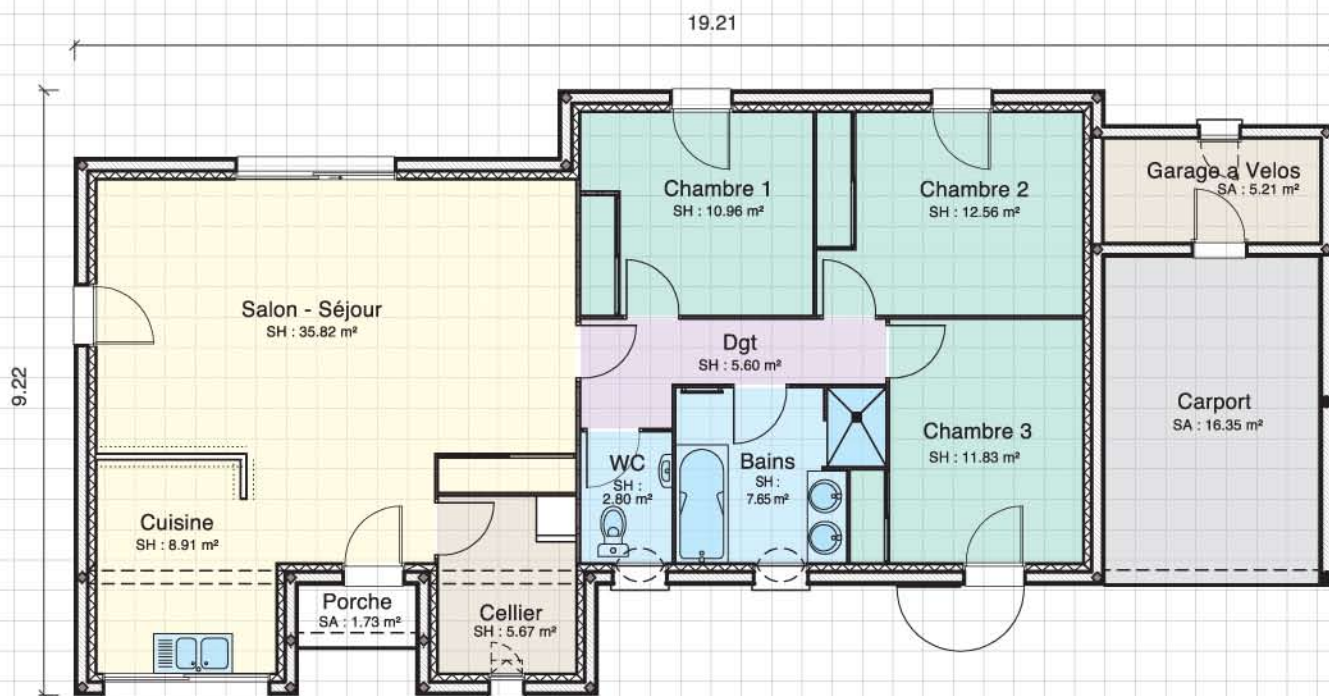 19.21
9.22
Chambre 1
SH : 10.96 m²
Chambre 2
SH : 12.56 m²
Garage a Velos
SA : 5.21 m²
Salon - Séjour
SH : 35.82 m²
Dgt
SH : 5.60 m²
Carport
SA : 16.35 m²
Chambre 3
SH : 11.83 m²
WC
SH :
2.80 m²
Bains
SH :
7.65 m²
Cuisine
SH : 8.91 m²
Porche
SA : 1.73 m²
Cellier
SH : 5.67 m²